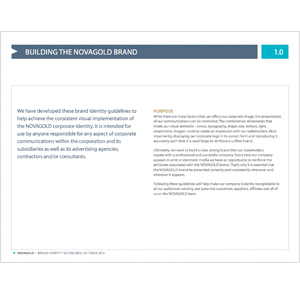 BUILDING THE NOVAGOLD BRAND
1.0
We have developed these brand identity guidelines to
help achieve the consistent visual implementation of
the NOVAGOLD corporate identity. It is intended for
use by anyone responsible for any aspect of corporate
communications within the corporation and its
subsidiaries as well as its advertising agencies,
contractors and/or consultants.
PURPOSE
While there are many factors that can affect our corporate image, the presentation
of our communications can be controlled. The combination of elements that
create our visual aesthetic - colour, typography, shape, size, texture, light,
proportions, images - work to create an impression with our stakeholders. Most
importantly, displaying our corporate logo in its correct form and reproducing it
accurately each time it is used helps to reinforce a unified brand.
Ultimately, we want to build a clear, strong brand that our stakeholders
equate with a professional and successful company. Every time our company
appears in print or electronic media we have an opportunity to reinforce the
attributes associated with the NOVAGOLD brand. That's why it is essential that
the NOVAGOLD brand be presented correctly and consistently whenever and
wherever it appears.
Following these guidelines will help make our company instantly recognizable to
all our audiences: existing and potential customers, suppliers, affiliates and all of
us on the NOVAGOLD team.
NOVAGOLD | BRAND IDENTITY GUIDELINES, OCTOBER 2012